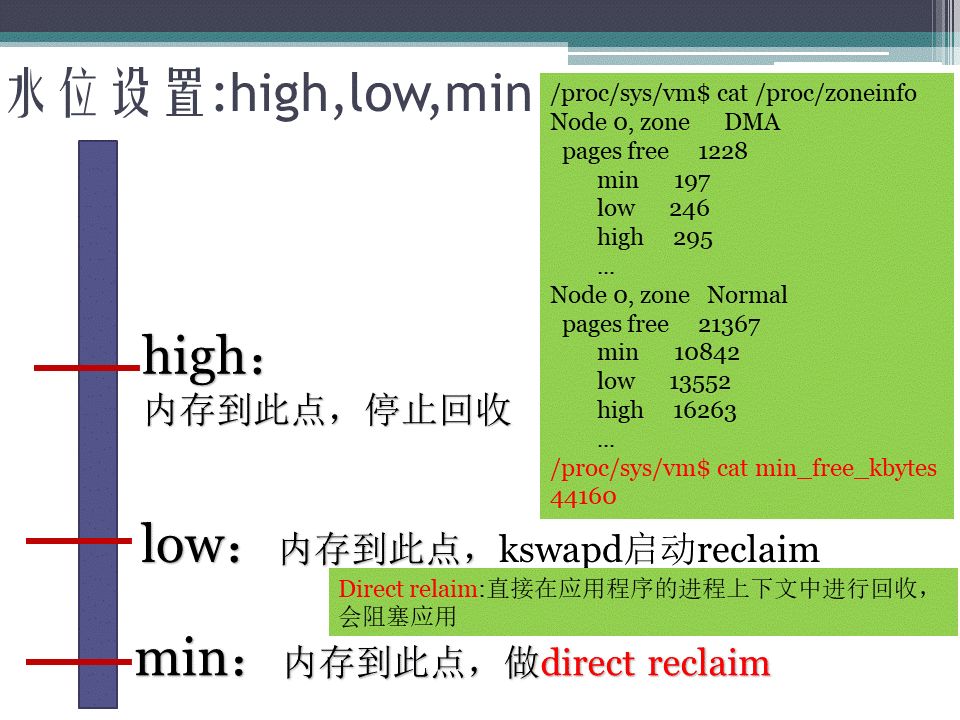 水位设置:high,low,min
/proc/sys/vm$ cat /proc/zoneinfo
Node 0, zone DMA
pages free 1228
min 197
low 246
high 295
...
Node 0, zone Normal
pages free 21367
min 10842
low 13552
high 16263
...
/proc/sys/vm$ cat min_free_kbytes
44160
high：
内存到此点，停止回收
low： 内存到此点，kswapd启动reclaim
Direct relaim:直接在应用程序的进程上下文中进行回收，
会阻塞应用
min： 内存到此点，做direct reclaim